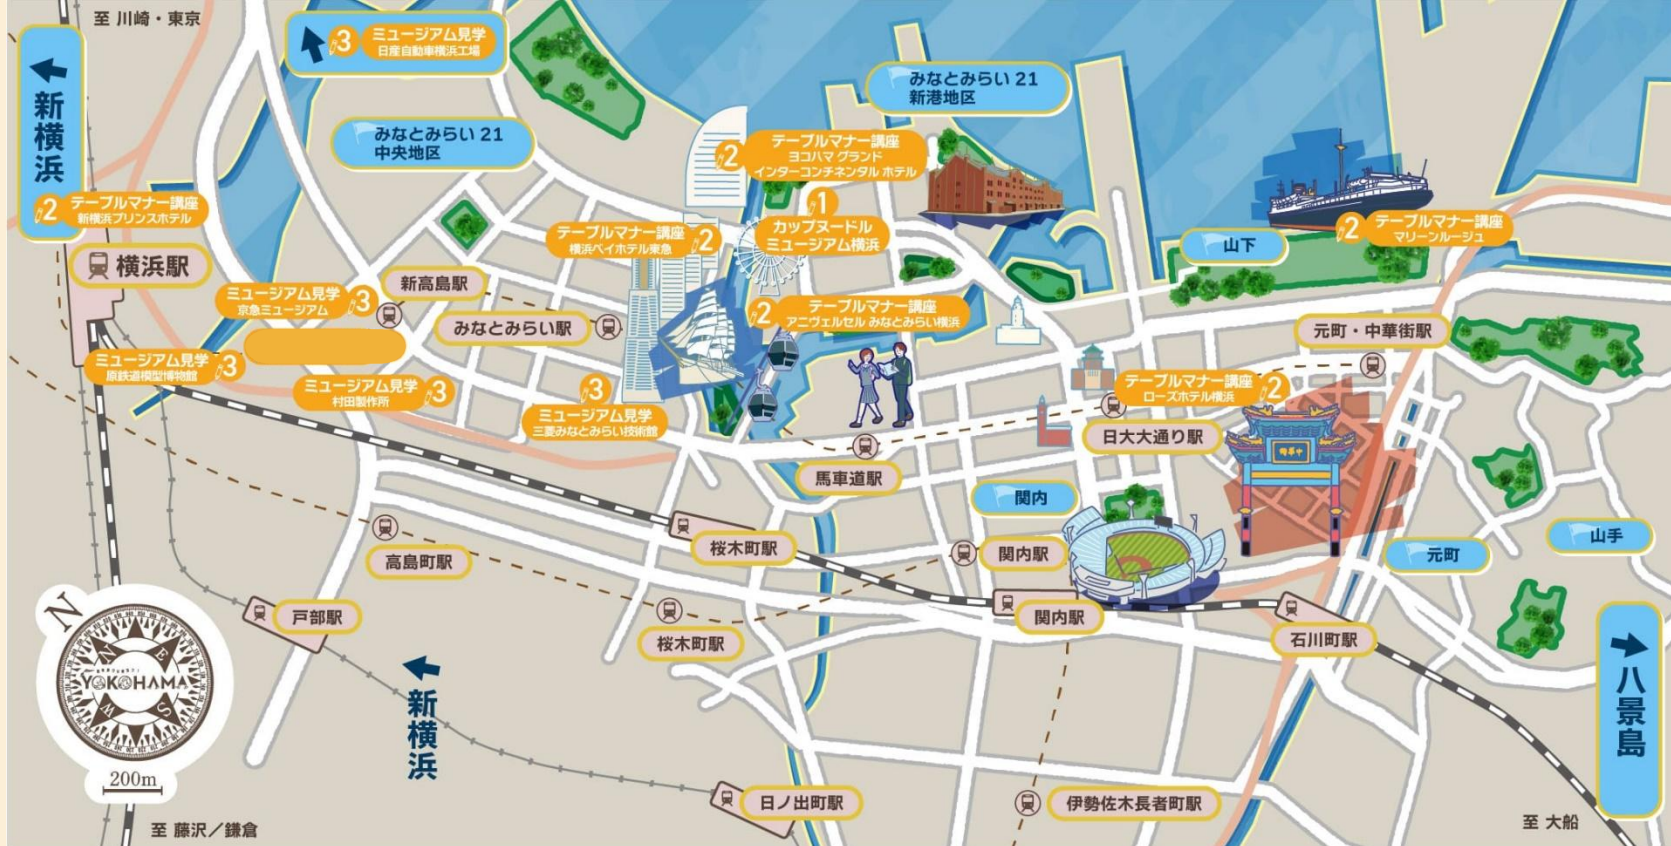 至 川崎・東京
新横浜
3
ミュージアム見学
日産自動車横浜工場
みなとみらい 21
中央地区
みなとみらい 21
新港地区
2
テーブルマナー講座
ヨコハマ グランド
インターコンチネンタル ホテル
2
テーブルマナー講座
新横浜プリンスホテル
1
カップヌードル
ミュージアム横浜
テーブルマナー講座
横浜ベイホテル東急
2
2
テーブルマナー講座
マリーンルージュ
山下
横浜駅
新高島駅
ミュージアム見学
京急ミュージアム
3
みなとみらい駅
2
テーブルマナー講座
アニヴェルセル みなとみらい横浜
元町・中華街駅
ミュージアム見学
原鉄道模型博物館
3
ミュージアム見学
村田製作所
3
3
ミュージアム見学
三菱みなとみらい技術館
テーブルマナー講座
ローズホテル横浜
2
日大大通り駅
中華街
馬車道駅
関内
桜木町駅
高島町駅
関内駅
元町
山手
戸部駅
桜木町駅
関内駅
石川町駅
N
N
E
YOKOHAMA
W
S
200m
新横浜
八景島
日ノ出町駅
伊勢佐木長者町駅
至 藤沢／鎌倉
至 大船